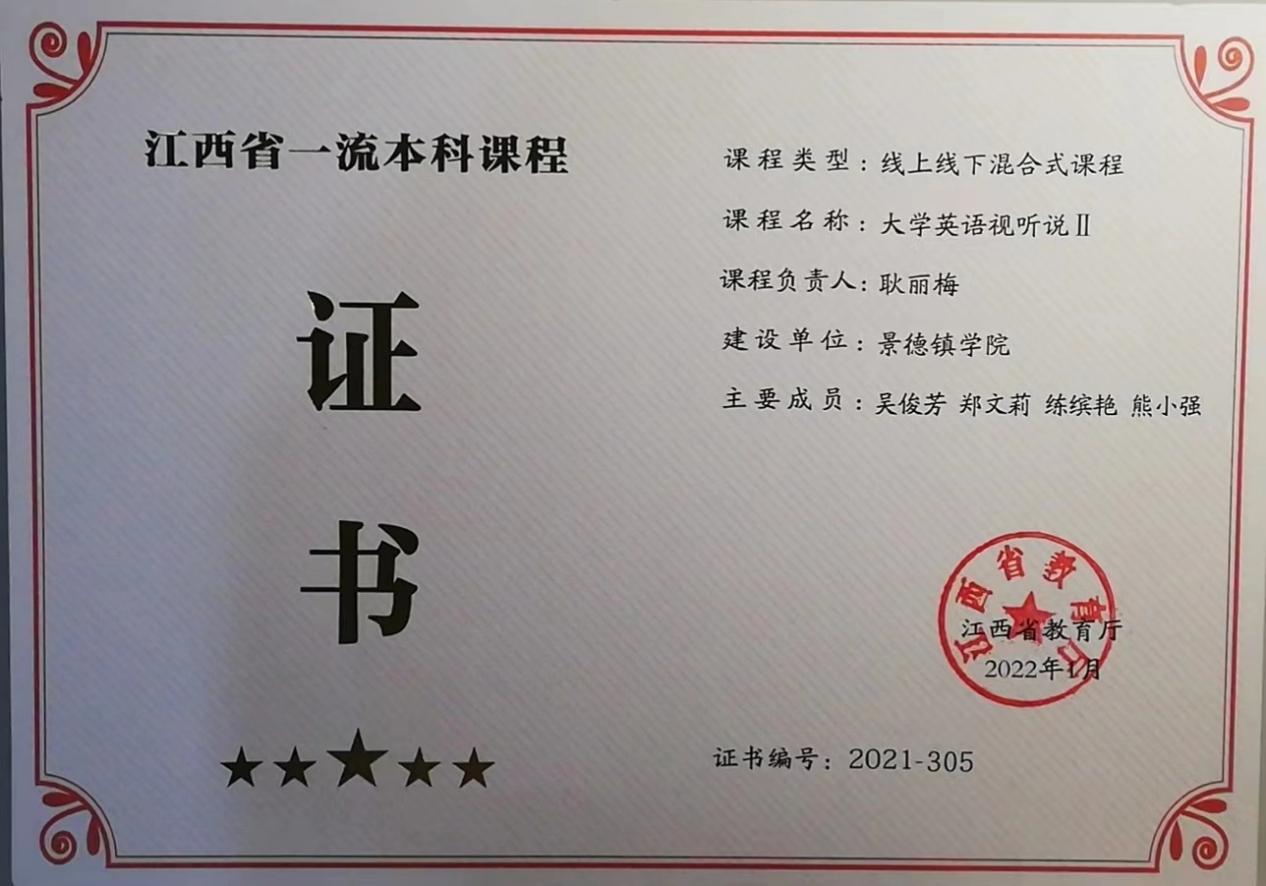 江西省一流本科课程
证
书
课程类型：线上线下混合式课程
课程名称：大学英语视听说Ⅱ
课程负责人：耿丽梅
建设单位：景德镇学院
主要成员：吴俊芳 郑文莉 练缤艳 熊小强
江西省教育厅
江西省教育厅
2022年1月
证书编号：2021-305